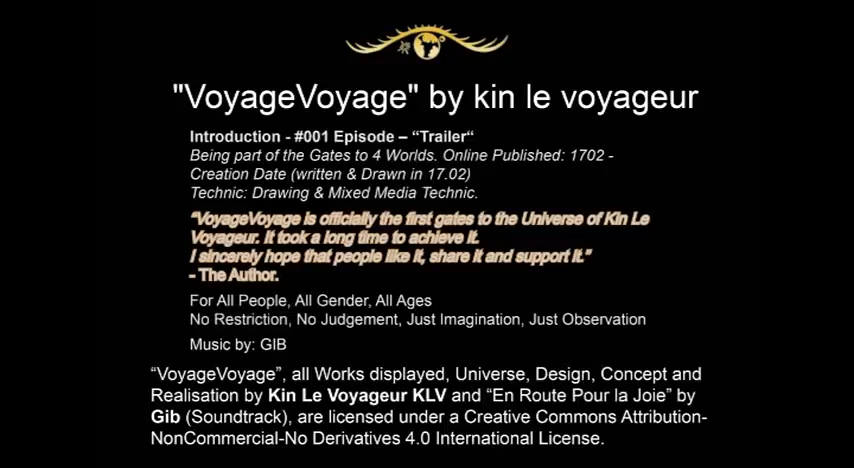 "VoyageVoyage" by kin le voyageur
Introduction - #001 Episode – “Trailer“
Being part of the Gates to 4 Worlds. Online Published: 1702 -
Creation Date (written & Drawn in 17.02)
Technic: Drawing & Mixed Media Technic.
“VoyageVoyage is officially the first gates to the Universe of Kin Le
Voyageur. It took a long time to achieve it.
I sincerely hope that people like it, share it and support it.”
- The Author.
For All People, All Gender, All Ages
No Restriction, No Judgement, Just Imagination, Just Observation
Music by: GIB
“VoyageVoyage”, all Works displayed, Universe, Design, Concept and
Realisation by Kin Le Voyageur KLV and “En Route Pour la Joie” by
Gib (Soundtrack), are licensed under a Creative Commons Attribution-
NonCommercial-No Derivatives 4.0 International License.